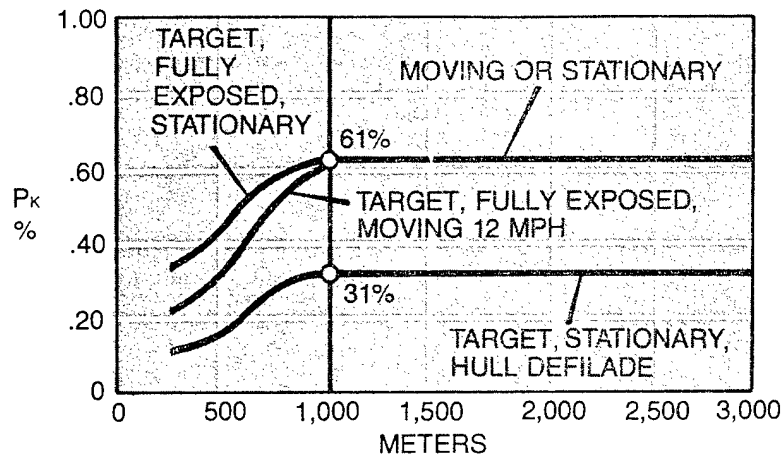 1.00
.80
.60
.40
.20
0
PK
%
TARGET,
FULLY
EXPOSED,
STATIONARY
MOVING OR STATIONARY
61%
TARGET, FULLY EXPOSED,
MOVING 12 MPH
31%
TARGET, STATIONARY,
HULL DEFILADE
0 500 1,000 1,500 2,000 2,500 3,000
METERS